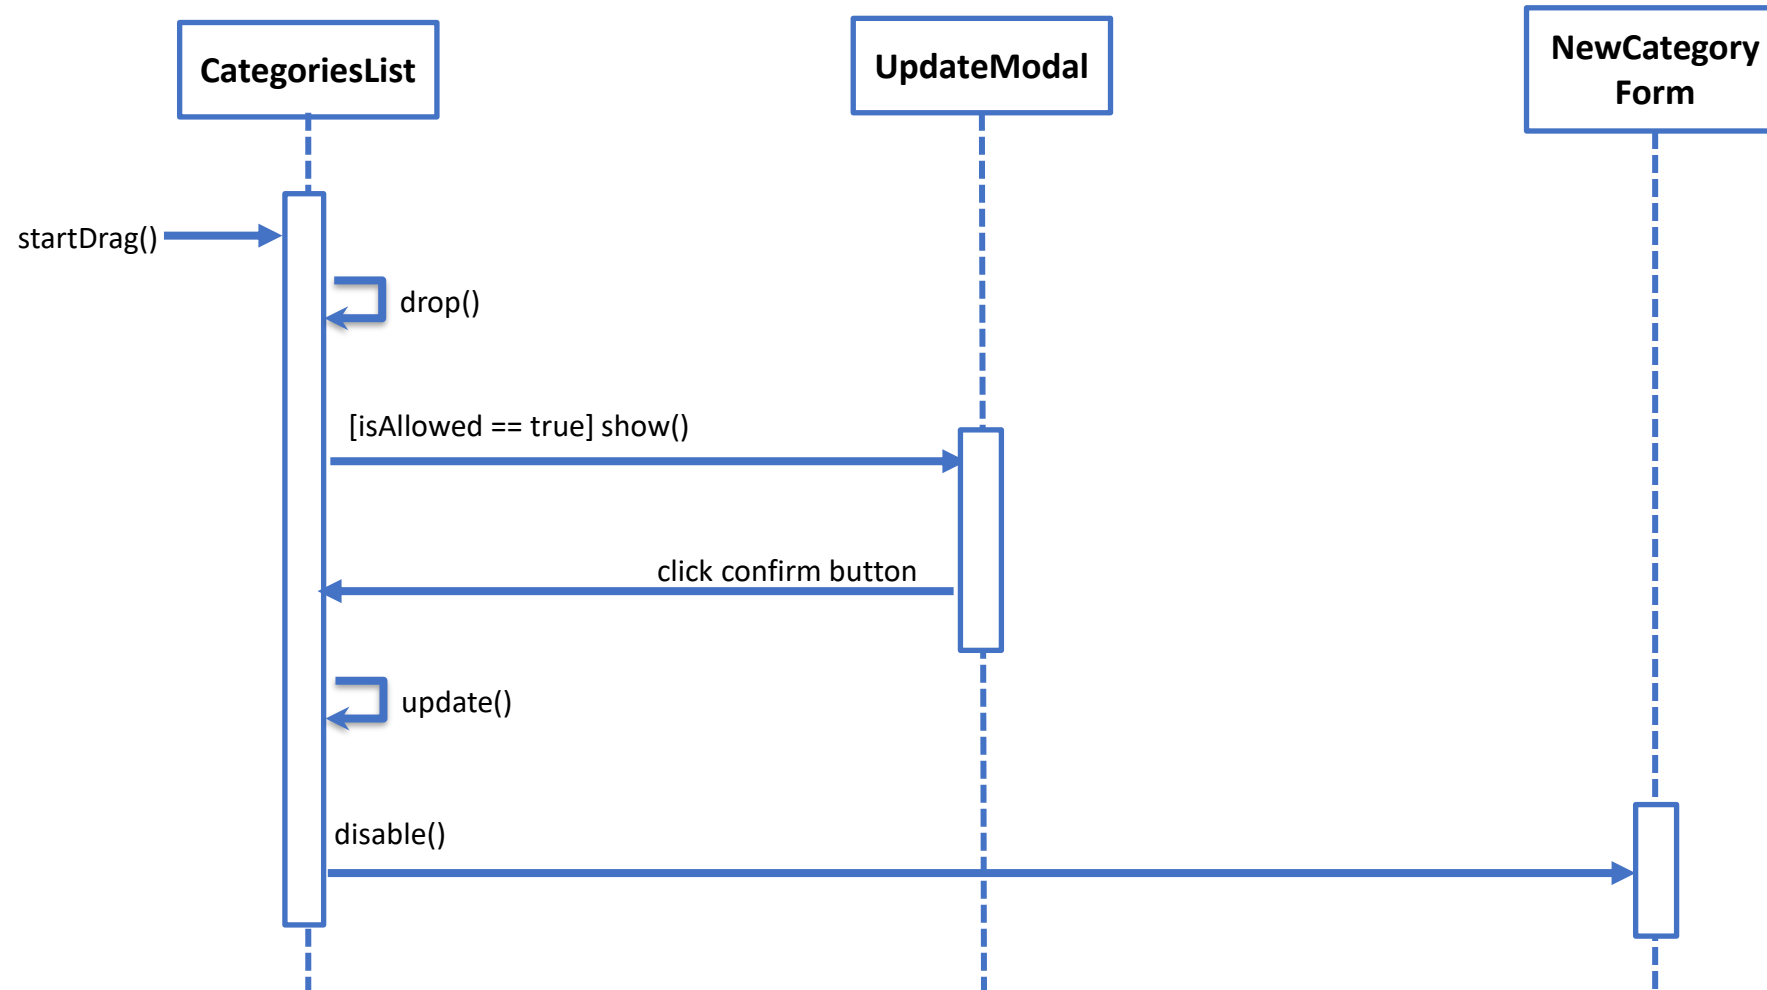 CategoriesList
UpdateModal
NewCategory
Form
startDrag()
drop()
[isAllowed == true] show()
click confirm button
update()
disable()